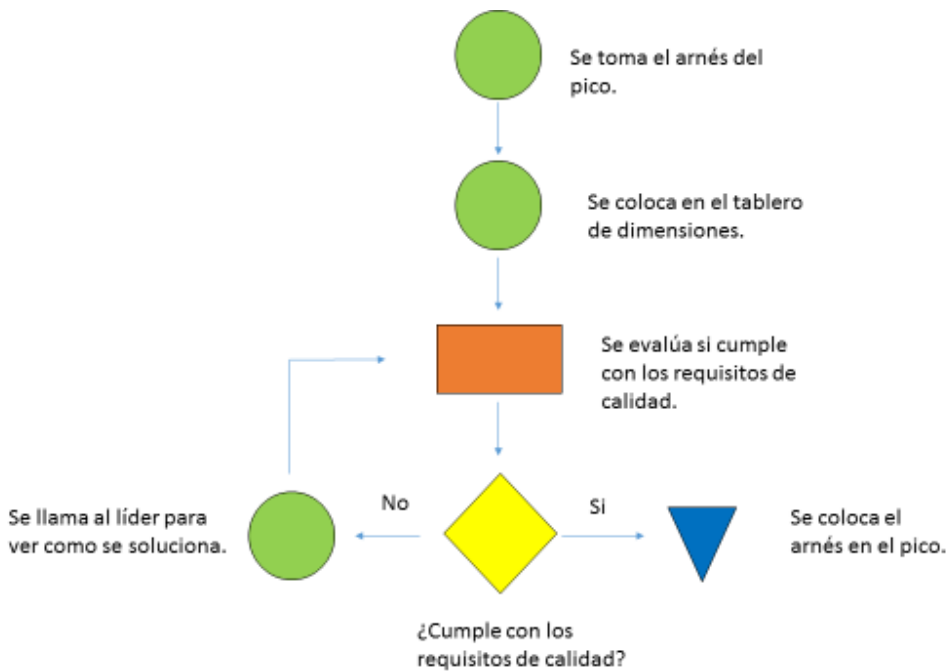 Se toma el arnés del
pico.
Se coloca en el tablero
de dimensiones.
Se evalúa si cumple
con los requisitos de
calidad.
No
Si
Se llama al líder para
ver como se soluciona.
Se coloca el
arnés en el pico.
¿Cumple con los
requisitos de calidad?